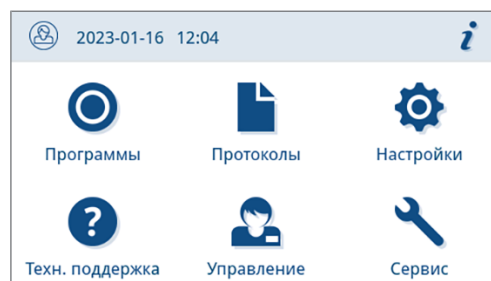 2023-01-16 12:04
Программы Протоколы Настройки
Техн. поддержка Управление Сервис